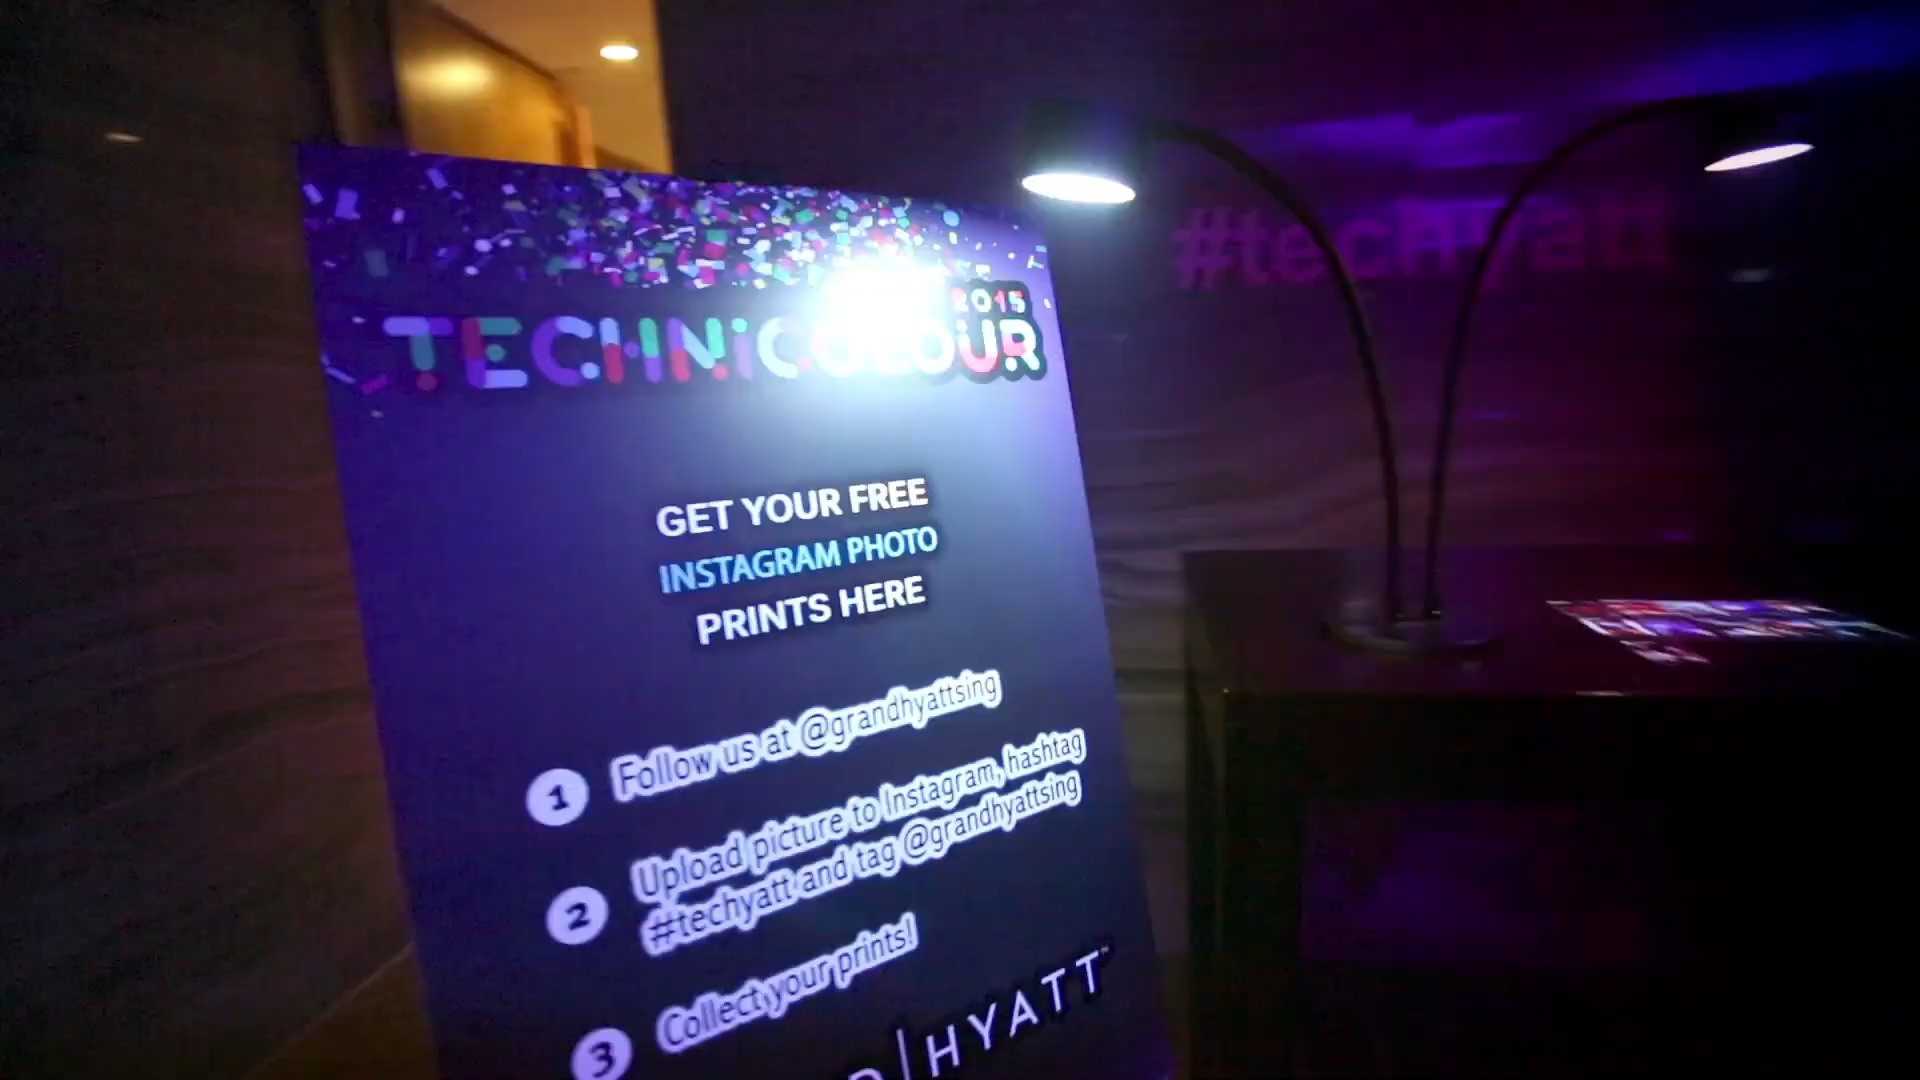 2015
TECHNICOLOUR
#techyatt
GET YOUR FREE
INSTAGRAM PHOTO
PRINTS HERE
1 Follow us at @grandhyattsing
2 Upload picture to Instagram, hashtag
#techyatt and tag @grandhyattsing
3 Collect your prints!
D | HYATT